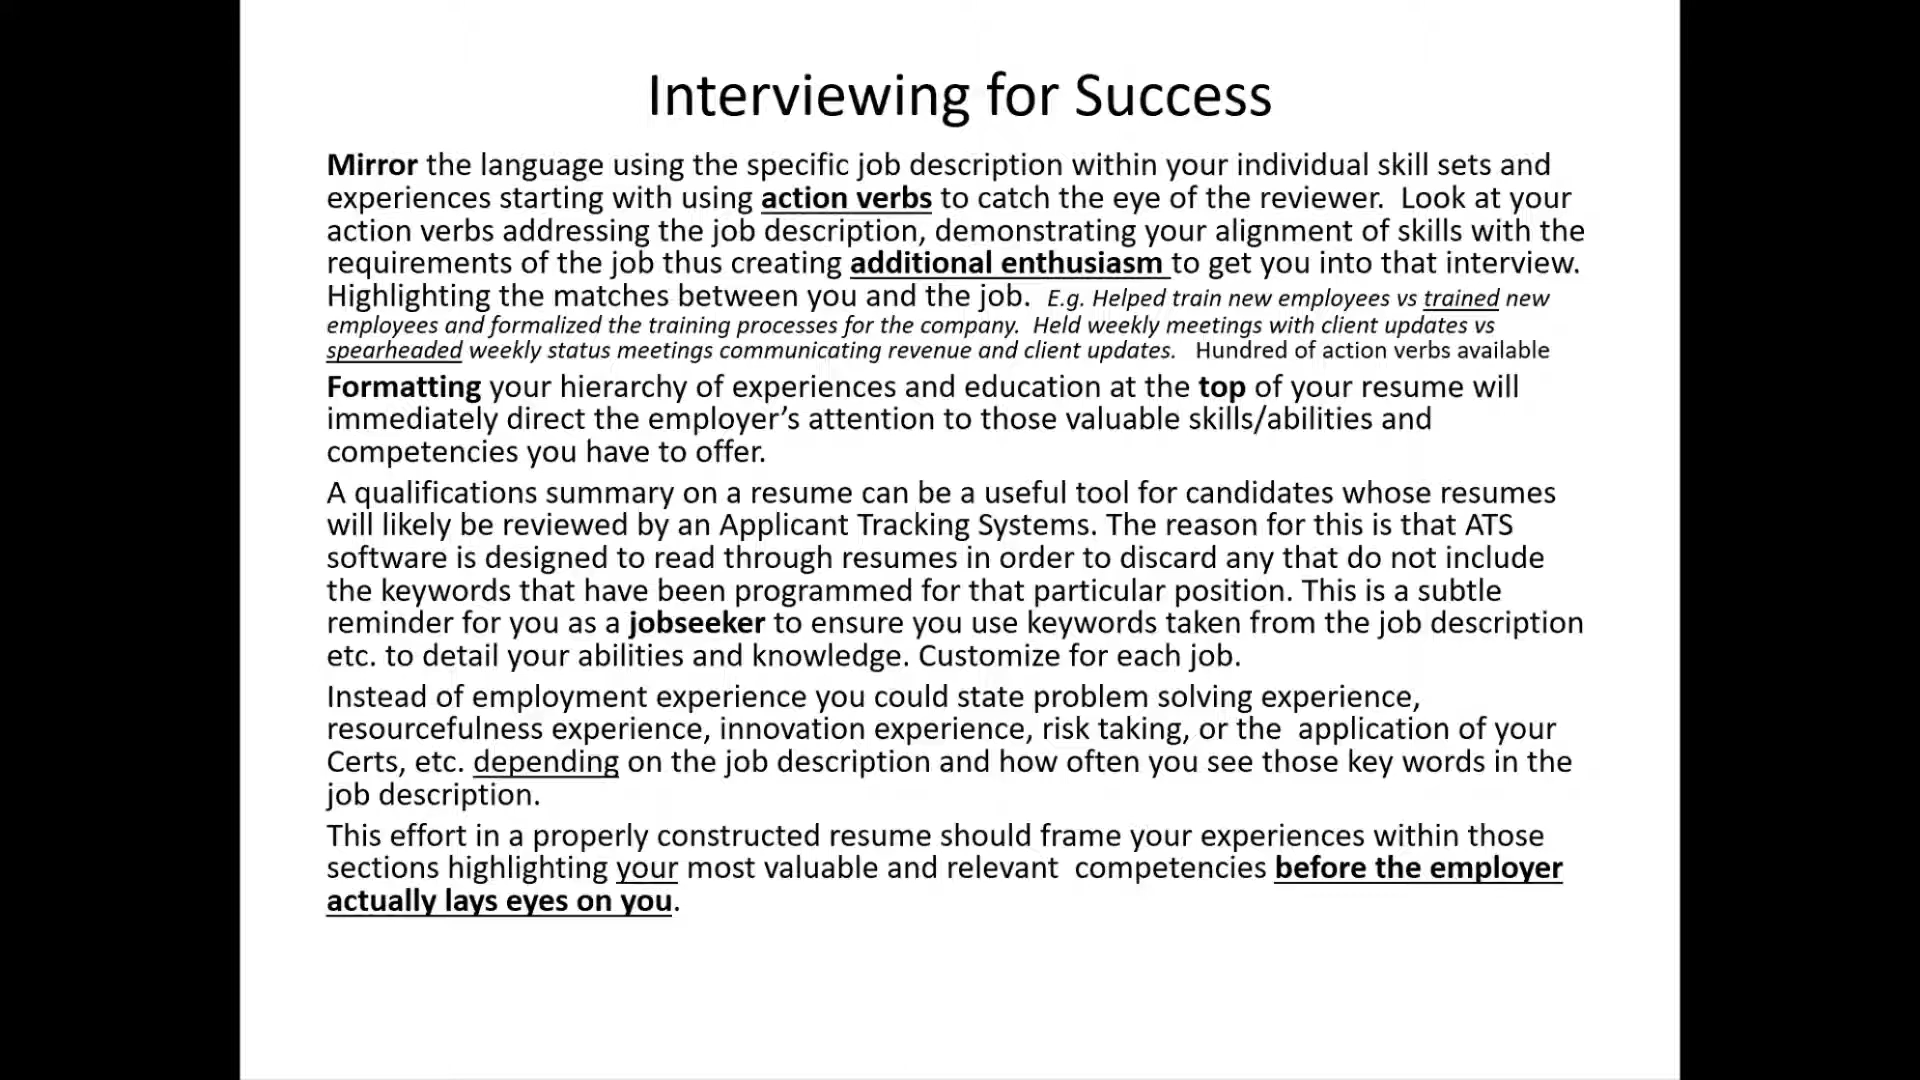 Interviewing for Success
Mirror the language using the specific job description within your individual skill sets and
experiences starting with using action verbs to catch the eye of the reviewer.  Look at your
action verbs addressing the job description, demonstrating your alignment of skills with the
requirements of the job thus creating additional enthusiasm to get you into that interview.
Highlighting the matches between you and the job.  E.g. Helped train new employees vs trained new
employees and formalized the training processes for the company.  Held weekly meetings with client updates vs
spearheaded weekly status meetings communicating revenue and client updates.   Hundred of action verbs available
Formatting your hierarchy of experiences and education at the top of your resume will
immediately direct the employer’s attention to those valuable skills/abilities and
competencies you have to offer.
A qualifications summary on a resume can be a useful tool for candidates whose resumes
will likely be reviewed by an Applicant Tracking Systems. The reason for this is that ATS
software is designed to read through resumes in order to discard any that do not include
the keywords that have been programmed for that particular position. This is a subtle
reminder for you as a jobseeker to ensure you use keywords taken from the job description
etc. to detail your abilities and knowledge. Customize for each job.
Instead of employment experience you could state problem solving experience,
resourcefulness experience, innovation experience, risk taking, or the  application of your
Certs, etc. depending on the job description and how often you see those key words in the
job description.
This effort in a properly constructed resume should frame your experiences within those
sections highlighting your most valuable and relevant  competencies before the employer
actually lays eyes on you.